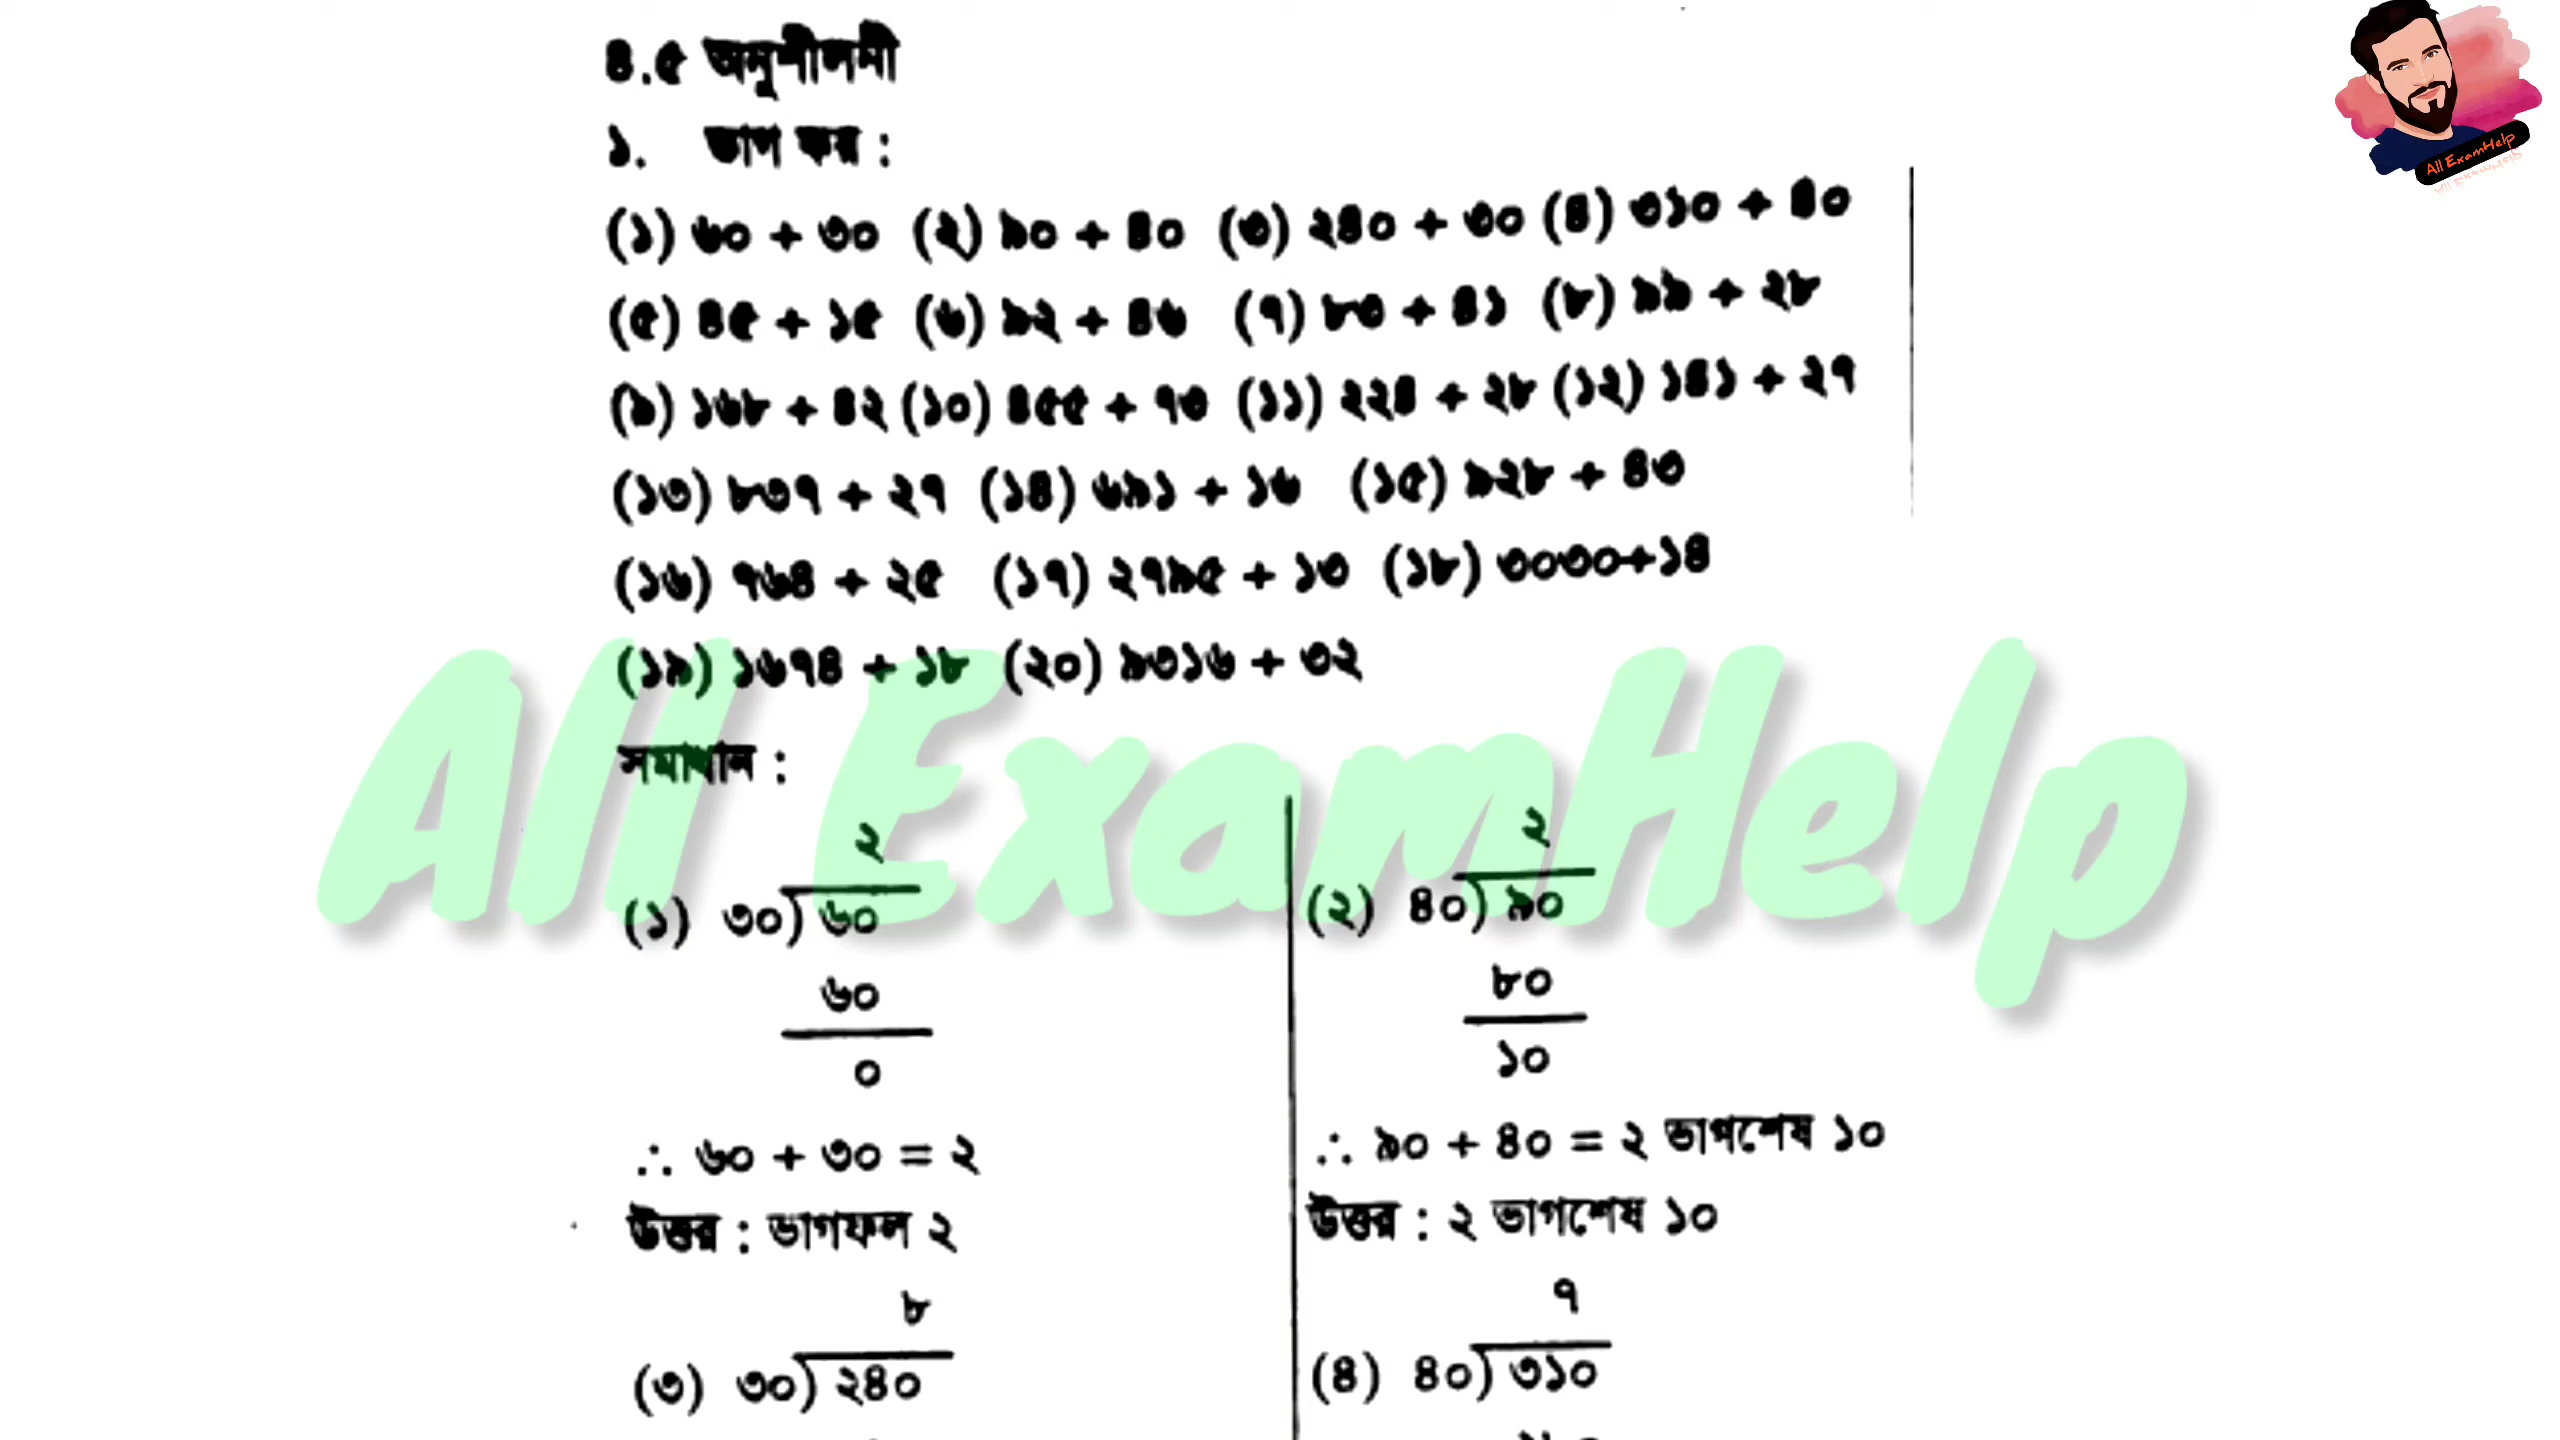 ৪.৫ অনুশীলনী
১. ভাগ কর :
(১) ৬০ ÷ ৩০ (২) ৯০ ÷ ৪০ (৩) ২৪০ ÷ ৩০ (৪) ৩১০ ÷ ৪০
(৫) ৪৫ ÷ ১৫ (৬) ৯২ ÷ ৪৬ (৭) ৮৩ ÷ ৪১ (৮) ৯৯ ÷ ২৮
(৯) ১৬৮ ÷ ৪২ (১০) ৪৫৫ ÷ ৭৩ (১১) ২২৪ ÷ ২৮ (১২) ১৪১ ÷ ২৭
(১৩) ৮৩৭ ÷ ২৭ (১৪) ৬৯১ ÷ ১৬ (১৫) ৯২৮ ÷ ৪৩
(১৬) ৭৬৪ ÷ ২৫ (১৭) ২৭৯৫ ÷ ১৩ (১৮) ৩০৩০÷১৪
(১৯) ১৬৭৪ ÷ ১৮ (২০) ৯৩১৬ ÷ ৩২
সমাধান :
All ExamHelp
২
(১) ৩০) ৬০
৬০
০
∴ ৬০ ÷ ৩০ = ২
উত্তর : ভাগফল ২
৮
(৩) ৩০) ২৪০
২
(২) ৪০) ৯০
৮০
১০
∴ ৯০ ÷ ৪০ = ২ ভাগশেষ ১০
উত্তর : ২ ভাগশেষ ১০
৭
(৪) ৪০) ৩১০
All ExamHelp